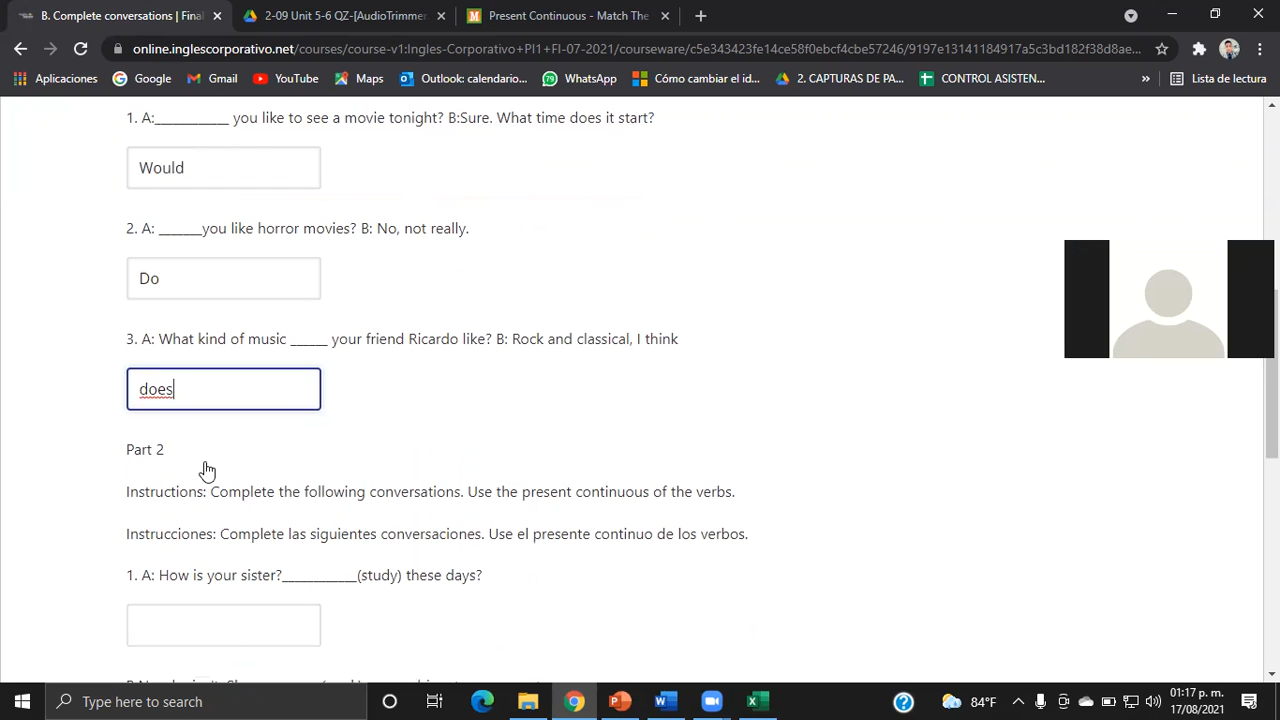 B. Complete conversations | Final
2-09 Unit 5-6 QZ-[AudioTrimmer.
Present Continuous - Match The
online.inglescorporativo.net/courses/course-v1:Ingles-Corporativo+PI1+FI-07-2021/courseware/c5e343423fe14ce58f0ebcf4cbe57246/9197e13141184917a5c3bd182f38d8ae...
Aplicaciones Google Gmail YouTube Maps Outlook: calendario... WhatsApp Cómo cambiar el id... 2. CAPTURAS DE PA... CONTROL ASISTEN... » Lista de lectura
1. A:____________ you like to see a movie tonight? B:Sure. What time does it start?
Would
2. A: _______you like horror movies? B: No, not really.
Do
3. A: What kind of music ______ your friend Ricardo like? B: Rock and classical, I think
does
Part 2
Instructions: Complete the following conversations. Use the present continuous of the verbs.
Instrucciones: Complete las siguientes conversaciones. Use el presente continuo de los verbos.
1. A: How is your sister?____________(study) these days?
Type here to search
84°F
01:17 p. m.
17/08/2021